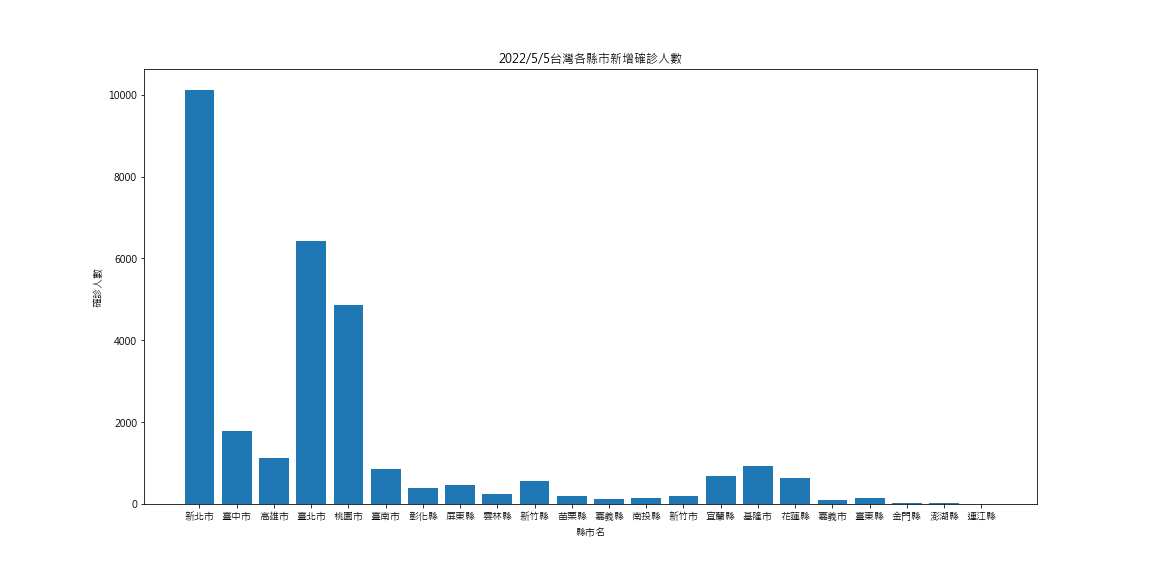 2022/5/5台灣各縣市新增確診人數
確診人數
10000
8000
6000
4000
2000
0
新北市 臺中市 高雄市 臺北市 桃園市 臺南市 彰化縣 屏東縣 雲林縣 新竹縣 苗栗縣 嘉義縣 南投縣 新竹市 宜蘭縣 基隆市 花蓮縣 嘉義市 臺東縣 金門縣 澎湖縣 連江縣
縣市名